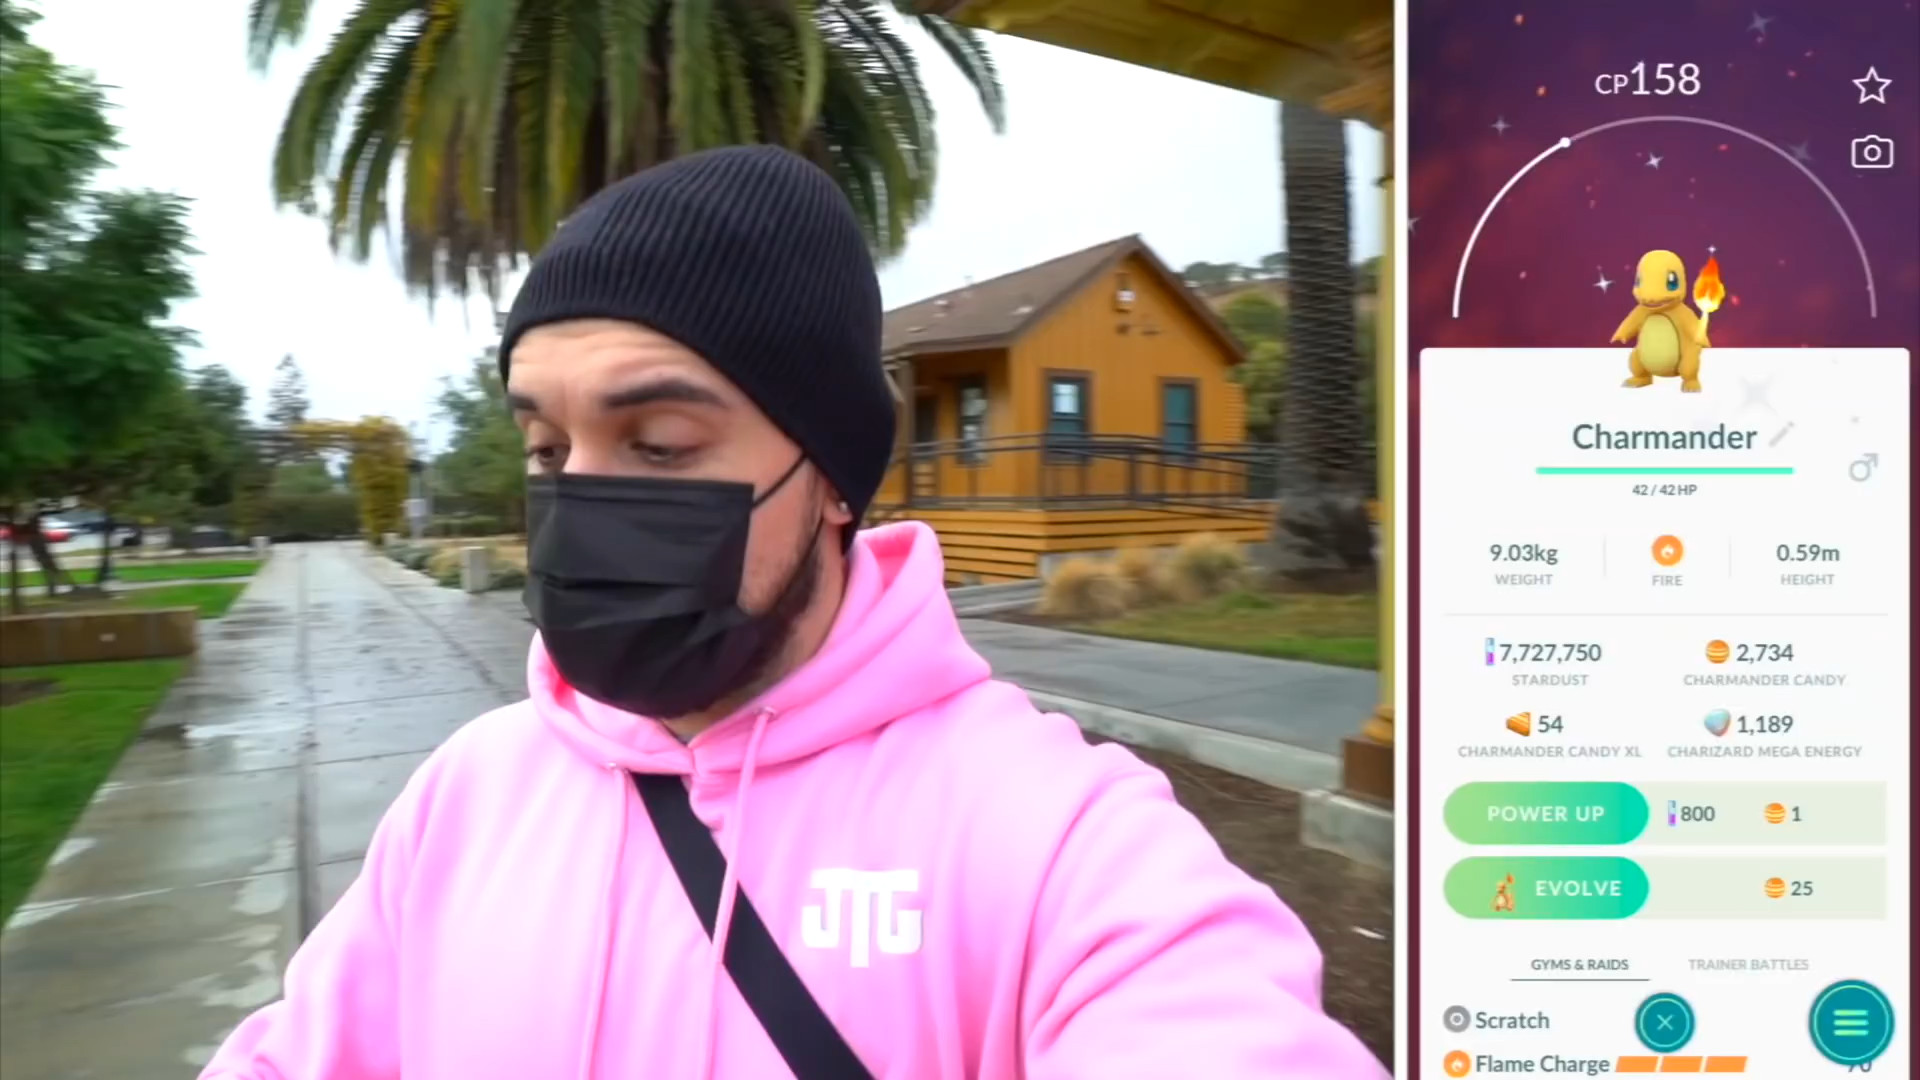 CP158
Charmander
42 / 42 HP
9.03kg
WEIGHT
FIRE
0.59m
HEIGHT
7,727,750
STARDUST
2,734
CHARMANDER CANDY
54
CHARMANDER CANDY XL
1,189
CHARIZARD MEGA ENERGY
POWER UP 800 1
EVOLVE 25
GYMS & RAIDS TRAINER BATTLES
Scratch
Flame Charge 70
JTG